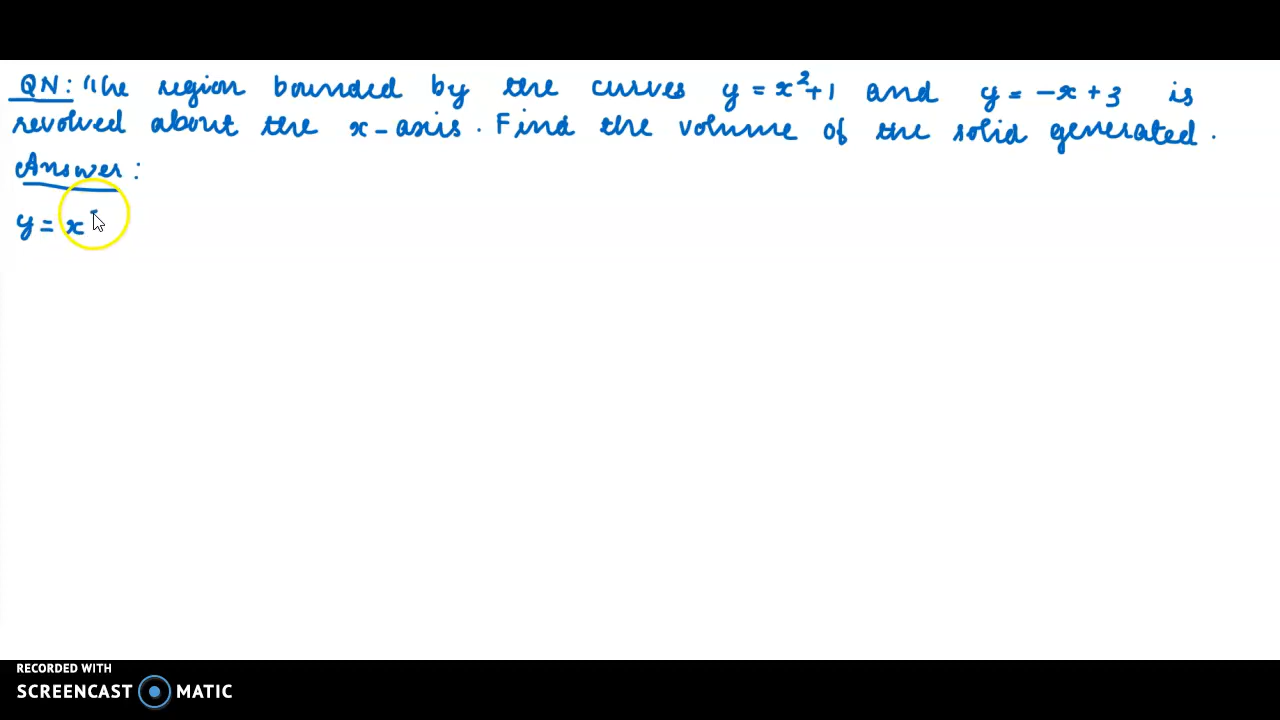 QN: The region bounded by the curves y = x²+1 and y = -x + 3 is
revolved about the x-axis. Find the volume of the solid generated.
Answer:
y = x
RECORDED WITH
SCREENCAST MATIC